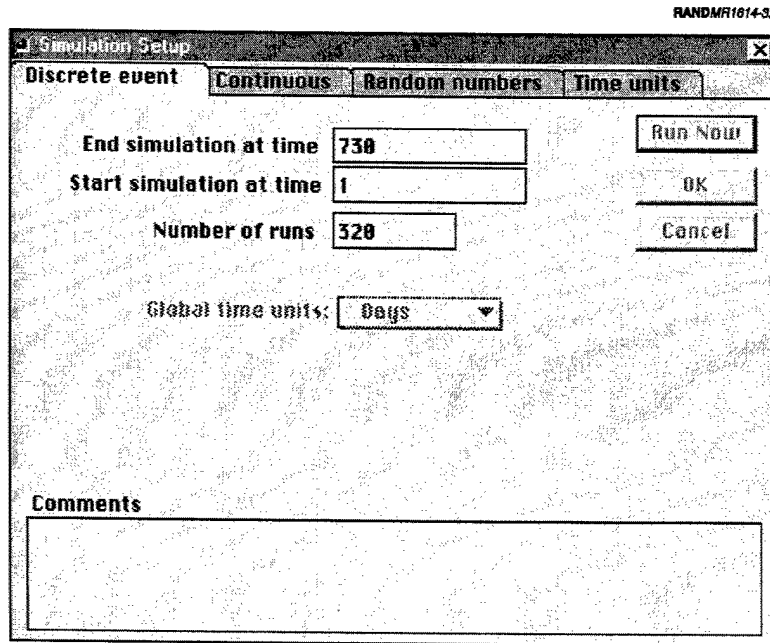 RANDMR1614-3.
Simulation Setup
Discrete event Continuous Random numbers Time units
End simulation at time 730
Run Now
Start simulation at time 1
OK
Number of runs 320
Cancel
Global time units: Days
Comments